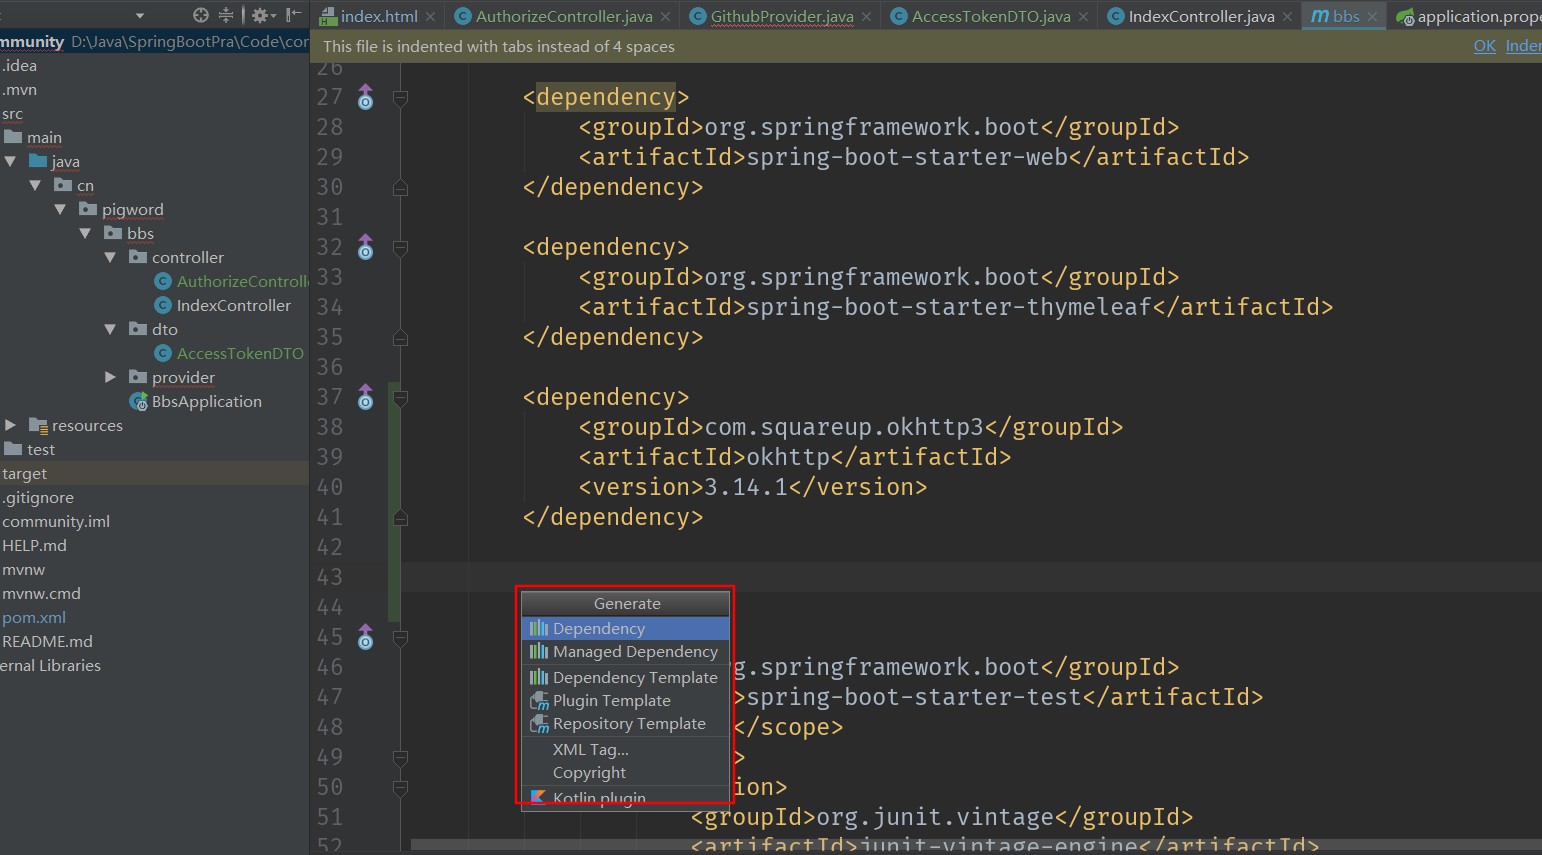 index.html
AuthorizeController.java
GithubProvider.java
AccessTokenDTO.java
IndexController.java
bbs
application.prope
mmunity D:\Java\SpringBootPra\Code\cor
This file is indented with tabs instead of 4 spaces
OK Inden
.idea
.mvn
src
main
java
cn
pigword
bbs
controller
AuthorizeControlle
IndexController
dto
AccessTokenDTO
provider
BbsApplication
resources
test
target
.gitignore
community.iml
HELP.md
mvnw
mvnw.cmd
pom.xml
README.md
ernal Libraries
26
27 <dependency>
28 <groupId>org.springframework.boot</groupId>
29 <artifactId>spring-boot-starter-web</artifactId>
30 </dependency>
31
32 <dependency>
33 <groupId>org.springframework.boot</groupId>
34 <artifactId>spring-boot-starter-thymeleaf</artifactId>
35 </dependency>
36
37 <dependency>
38 <groupId>com.squareup.okhttp3</groupId>
39 <artifactId>okhttp</artifactId>
40 <version>3.14.1</version>
41 </dependency>
42
43
44
45
46 g.springframework.boot</groupId>
47 >spring-boot-starter-test</artifactId>
48 </scope>
49 >
50 ion>
51 <groupId>org.junit.vintage</groupId>
52 <artifactId>junit-vintage-engine</artifactId>
Generate
Dependency
Managed Dependency
Dependency Template
Plugin Template
Repository Template
XML Tag...
Copyright
Kotlin plugin